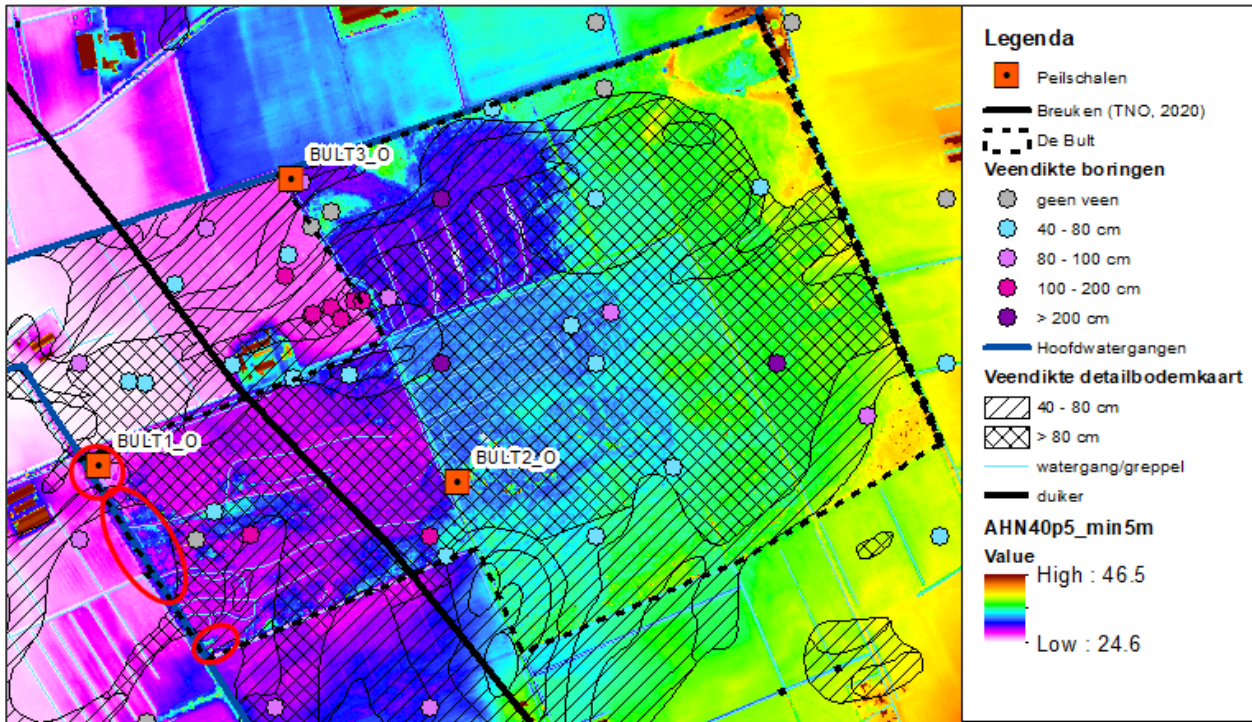 BULT3_O
BULT1_O
BULT2_O
Legenda
Peilschalen
Breuken (TNO, 2020)
De Bult
Veendikte boringen
geen veen
40 - 80 cm
80 - 100 cm
100 - 200 cm
> 200 cm
Hoofdwatergangen
Veendikte detailbodemkaart
40 - 80 cm
> 80 cm
watergang/greppel
duiker
AHN40p5_min5m
Value
High : 46.5
Low : 24.6